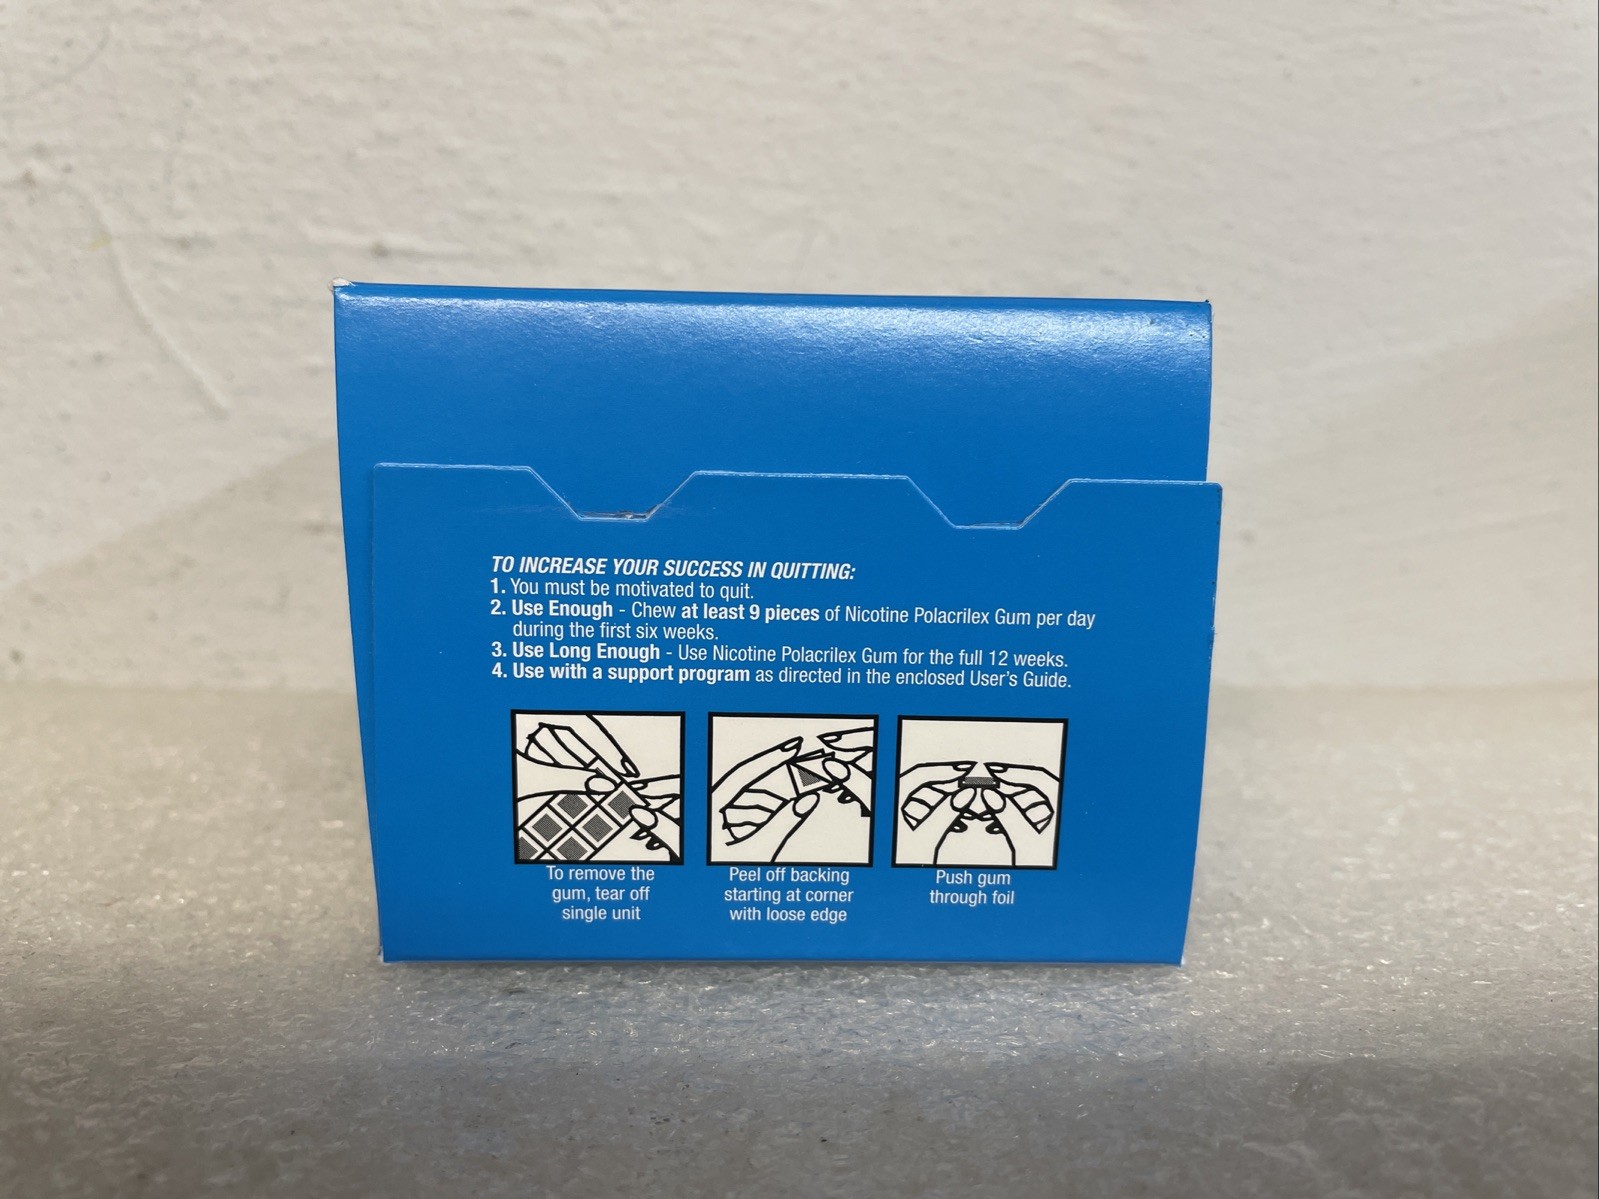 TO INCREASE YOUR SUCCESS IN QUITTING:
1. You must be motivated to quit.
2. Use Enough - Chew at least 9 pieces of Nicotine Polacrilex Gum per day
during the first six weeks.
3. Use Long Enough - Use Nicotine Polacrilex Gum for the full 12 weeks.
4. Use with a support program as directed in the enclosed User's Guide.
To remove the
gum, tear off
single unit
Peel off backing
starting at corner
with loose edge
Push gum
through foil